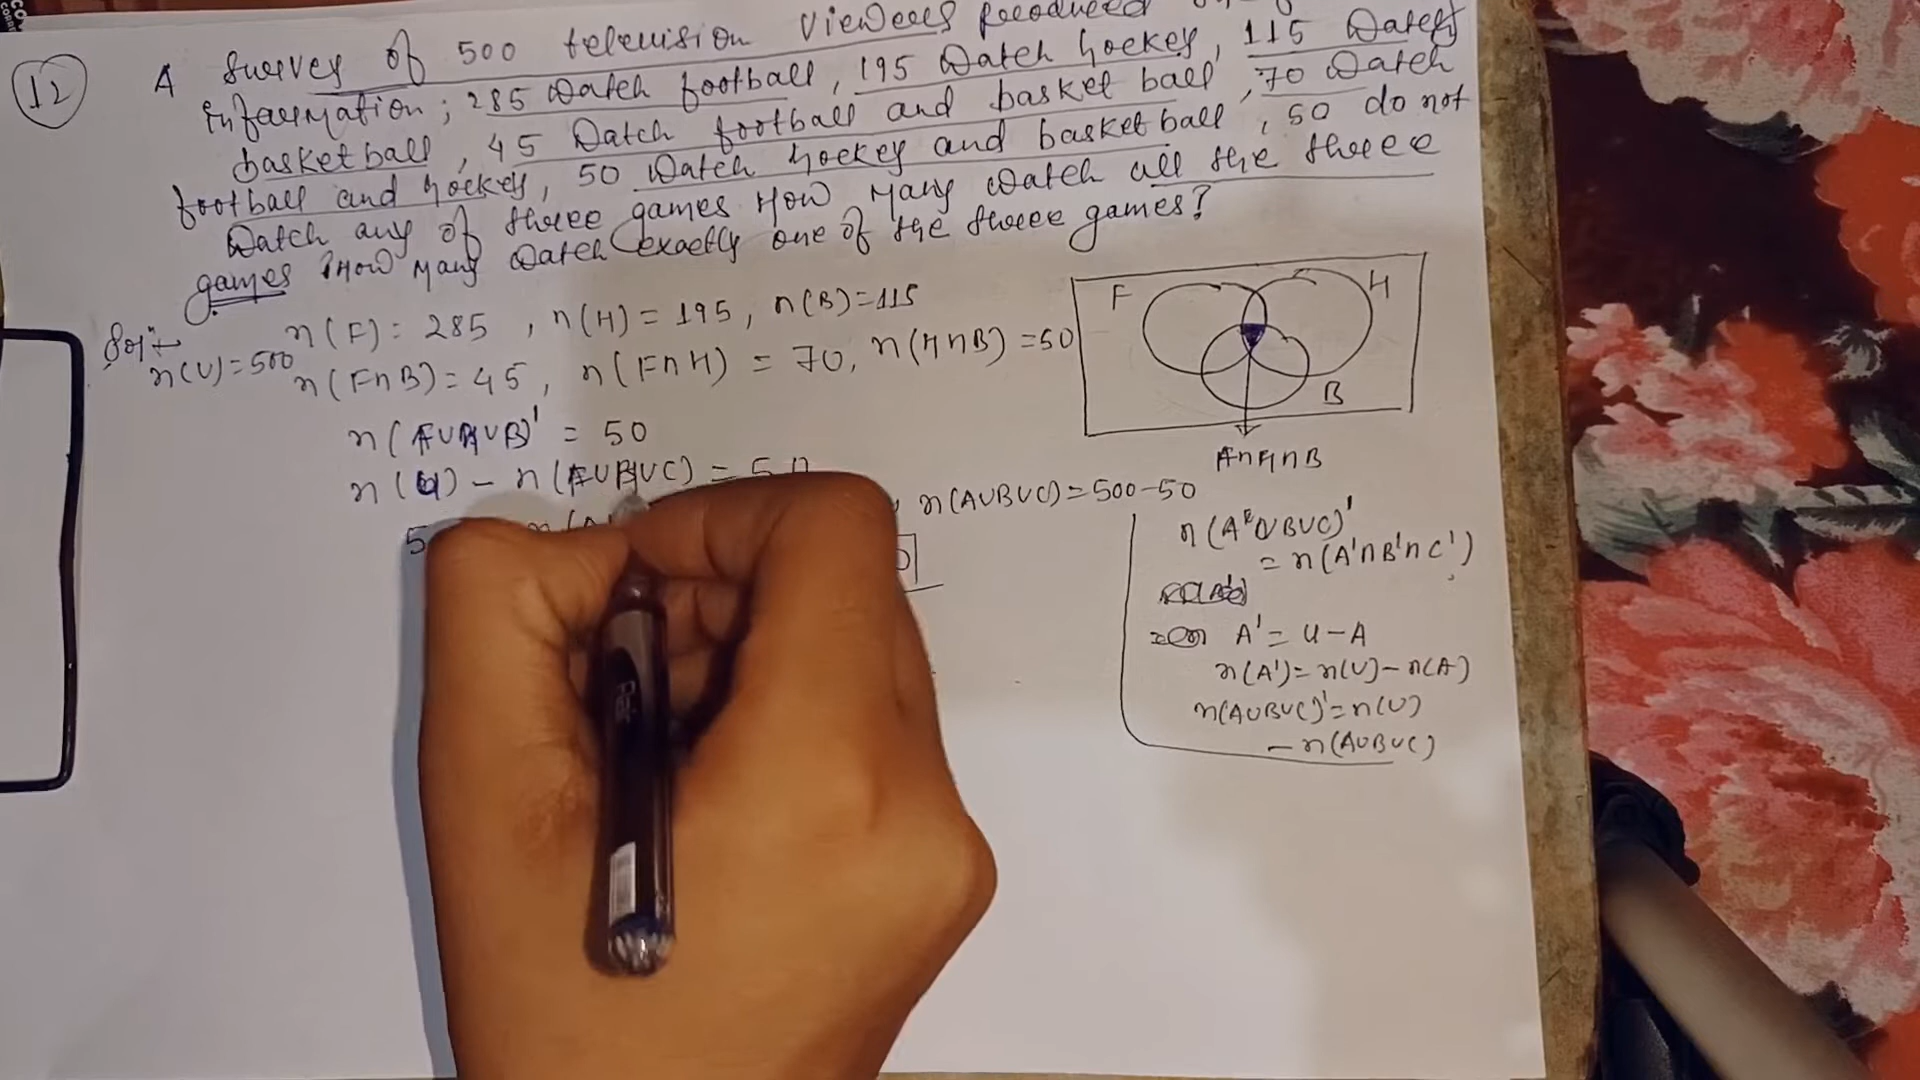 12
A Survey of 500 television viewers produced
information; 285 watch football, 195 watch hockey, 115 watch
basketball, 45 watch football and basket ball, 70 watch
football and hockey, 50 watch hockey and basket ball, 50 do not
watch any of three games How many watch all the three
games? How many watch exactly one of the three games?
Sol:-
n(U)=500
n(F) = 285, n(H) = 195, n(B)=115
n(F∩B) = 45, n(F∩H) = 70, n(H∩B) = 50
n(F∪H∪B)' = 50
n(U) - n(F∪H∪C) = 50
5
n(A∪B∪C) = 500-50
F
H
B
F∩H∩B
n(A∪B∪C)'
= n(A'∩B'∩C')
A' = U-A
n(A') = n(U) - n(A)
n(A∪B∪C)' = n(U)
- n(A∪B∪C)